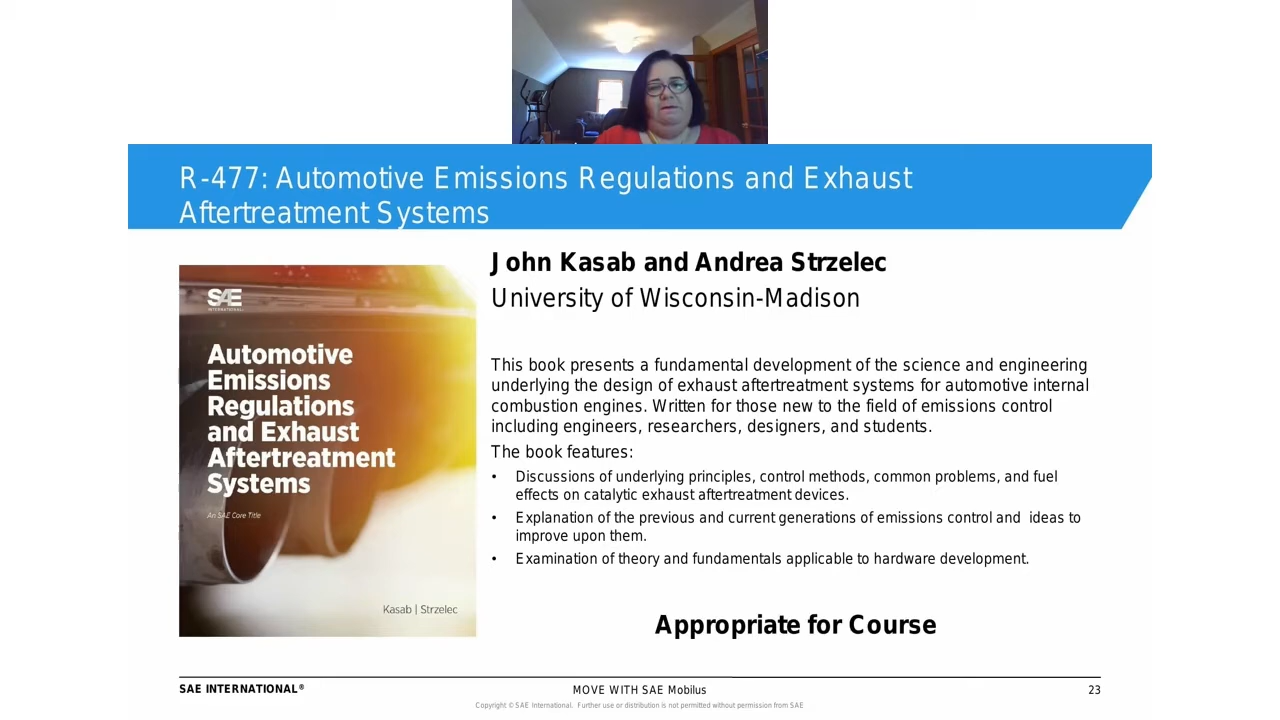 R-477: Automotive Emissions Regulations and Exhaust
Aftertreatment Systems
John Kasab and Andrea Strzelec
University of Wisconsin-Madison
SAE
INTERNATIONAL
Automotive
Emissions
Regulations
and Exhaust
Aftertreatment
Systems
An SAE Core Title
Kasab | Strzelec
This book presents a fundamental development of the science and engineering
underlying the design of exhaust aftertreatment systems for automotive internal
combustion engines. Written for those new to the field of emissions control
including engineers, researchers, designers, and students.
The book features:
• Discussions of underlying principles, control methods, common problems, and fuel
effects on catalytic exhaust aftertreatment devices.
• Explanation of the previous and current generations of emissions control and  ideas to
improve upon them.
• Examination of theory and fundamentals applicable to hardware development.
Appropriate for Course
SAE INTERNATIONAL®
MOVE WITH SAE Mobilus
23
Copyright © SAE International.  Further use or distribution is not permitted without permission from SAE